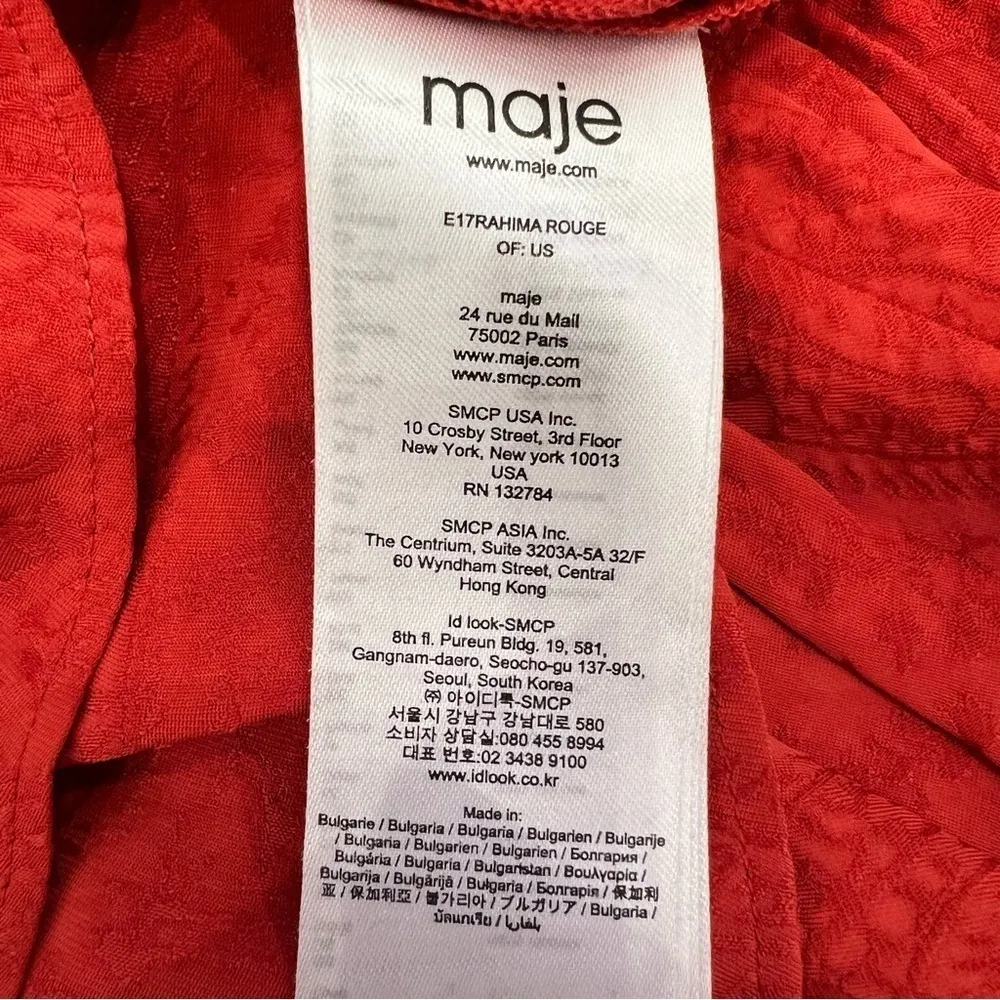 maje
www.maje.com
E17RAHIMA ROUGE
OF: US
maje
24 rue du Mail
75002 Paris
www.maje.com
www.smcp.com
SMCP USA Inc.
10 Crosby Street, 3rd Floor
New York, New york 10013
USA
RN 132784
SMCP ASIA Inc.
The Centrium, Suite 3203A-5A 32/F
60 Wyndham Street, Central
Hong Kong
Id look-SMCP
8th fl. Pureun Bldg. 19, 581,
Gangnam-daero, Seocho-gu 137-903,
Seoul, South Korea
㈜ 아이디룩-SMCP
서울시 강남구 강남대로 580
소비자 상담실:080 455 8994
대표 번호:02 3438 9100
www.idlook.co.kr
Made in:
Bulgarie / Bulgaria / Bulgaria / Bulgarien / Bulgarije
/ Bulgaria / Bulgarien / Bulgarien / Болгария /
Bulgária / Bulgaria / Bulgaristan / Βουλγαρία /
Bulgarija / Bulgārijā / Bułgaria / Болгарія / 保加利
亚 / 保加利亞 / 불가리아 / ブルガリア / Bulgaria /
บัลแกเรีย / بلغاريا